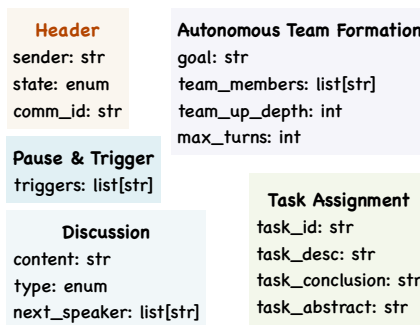 Header
sender: str
state: enum
comm_id: str
Autonomous Team Formation
goal: str
team_members: list[str]
team_up_depth: int
max_turns: int
Pause & Trigger
triggers: list[str]
Discussion
content: str
type: enum
next_speaker: list[str]
Task Assignment
task_id: str
task_desc: str
task_conclusion: str
task_abstract: str